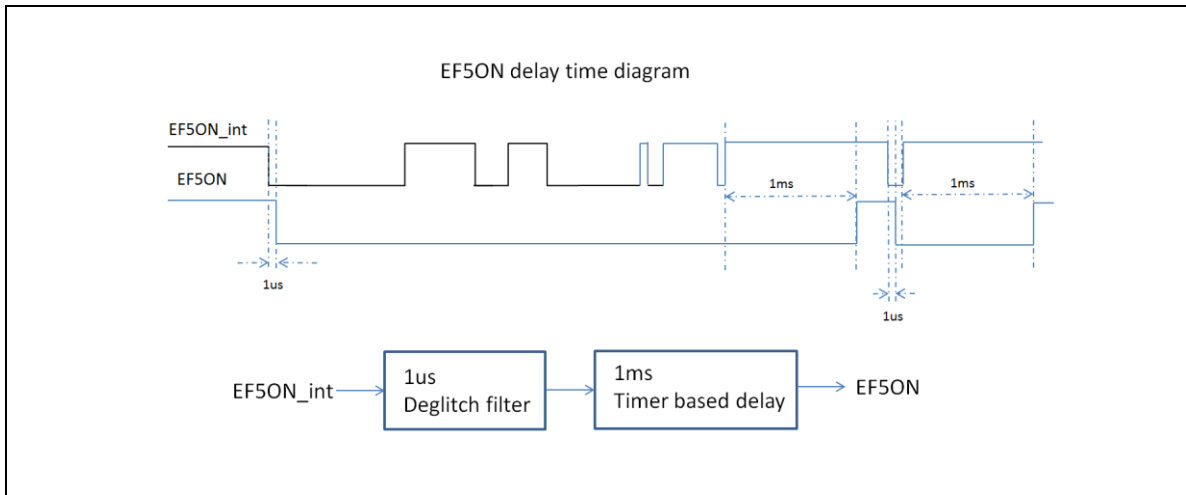 EF5ON delay time diagram
EF5ON_int
EF5ON
1ms
1ms
1us
1us
EF5ON_int
1us
Deglitch filter
1ms
Timer based delay
EF5ON